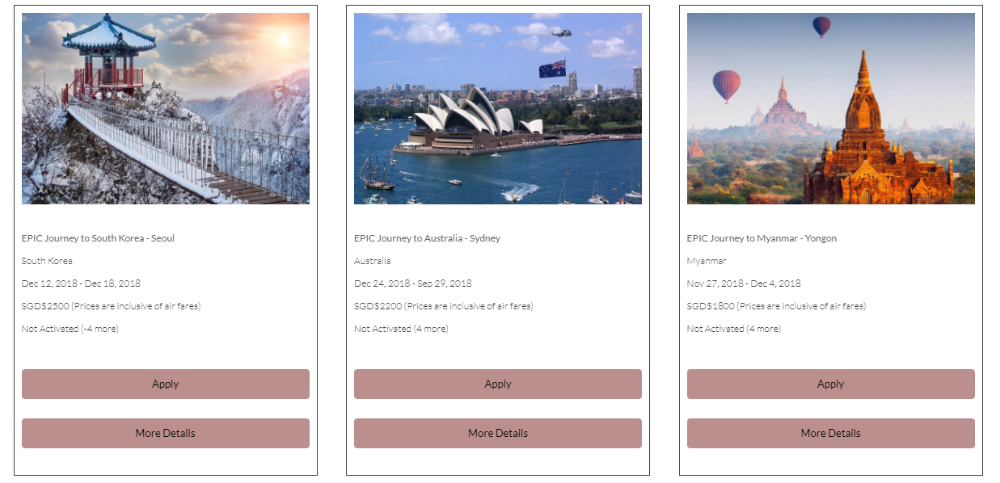 EPIC Journey to South Korea - Seoul
South Korea
Dec 12, 2018 - Dec 18, 2018
SGD$2500 (Prices are inclusive of air fares)
Not Activated (-4 more)
Apply
More Details
EPIC Journey to Australia - Sydney
Australia
Dec 24, 2018 - Sep 29, 2018
SGD$2200 (Prices are inclusive of air fares)
Not Activated (4 more)
Apply
More Details
EPIC Journey to Myanmar - Yongon
Myanmar
Nov 27, 2018 - Dec 4, 2018
SGD$1800 (Prices are inclusive of air fares)
Not Activated (4 more)
Apply
More Details